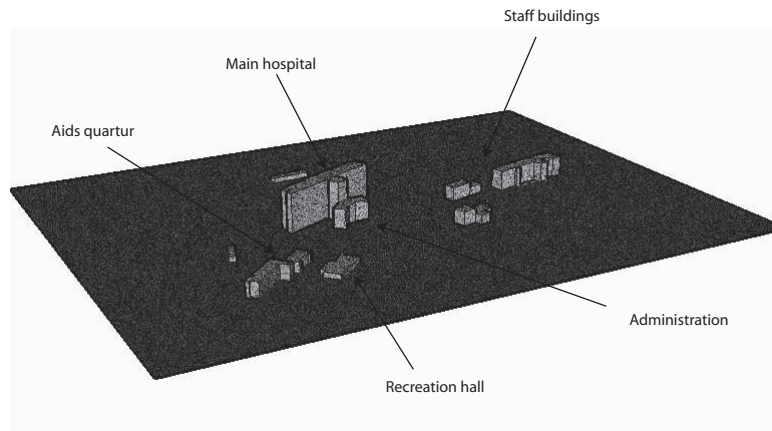 Staff buildings
Main hospital
Aids quartur
Administration
Recreation hall